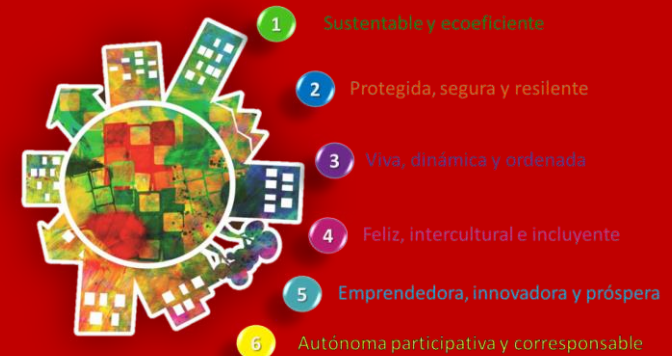 1 Sustentable y ecoeficiente
2 Protegida, segura y resilente
3 Viva, dinámica y ordenada
4 Feliz, intercultural e incluyente
5 Emprendedora, innovadora y próspera
6 Autónoma participativa y corresponsable